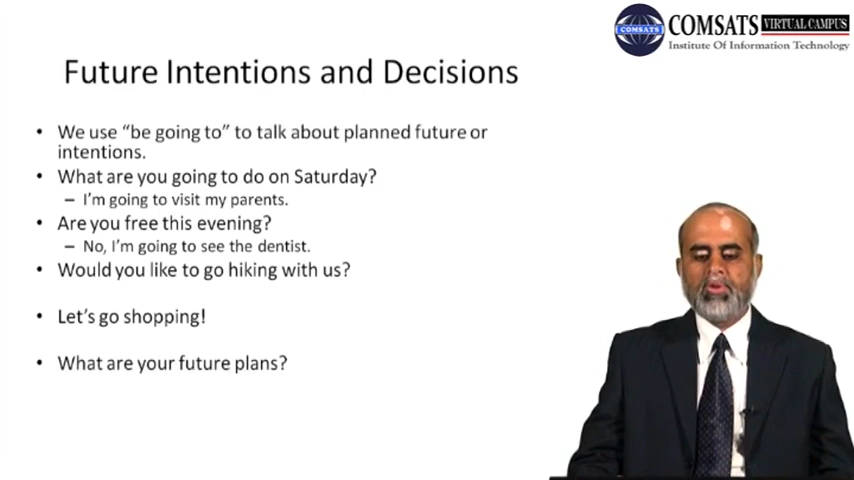 COMSATS
COMSATS VIRTUAL CAMPUS
Institute Of Information Technology
Future Intentions and Decisions
• We use “be going to” to talk about planned future or
intentions.
• What are you going to do on Saturday?
– I’m going to visit my parents.
• Are you free this evening?
– No, I’m going to see the dentist.
• Would you like to go hiking with us?
• Let’s go shopping!
• What are your future plans?